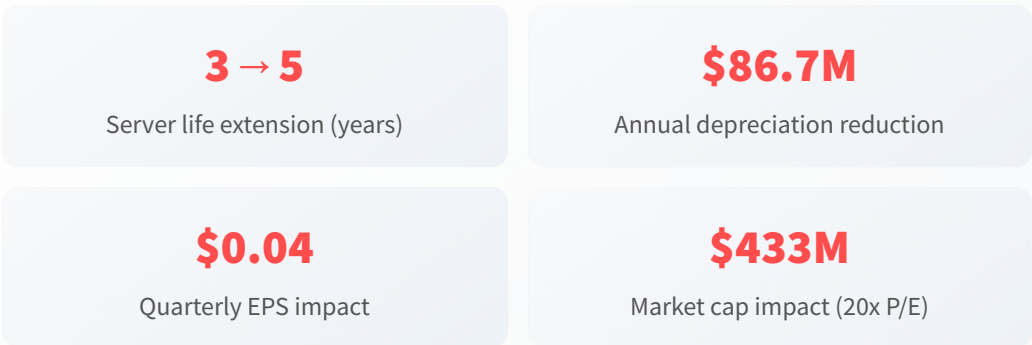 3 → 5
Server life extension (years)
$86.7M
Annual depreciation reduction
$0.04
Quarterly EPS impact
$433M
Market cap impact (20x P/E)